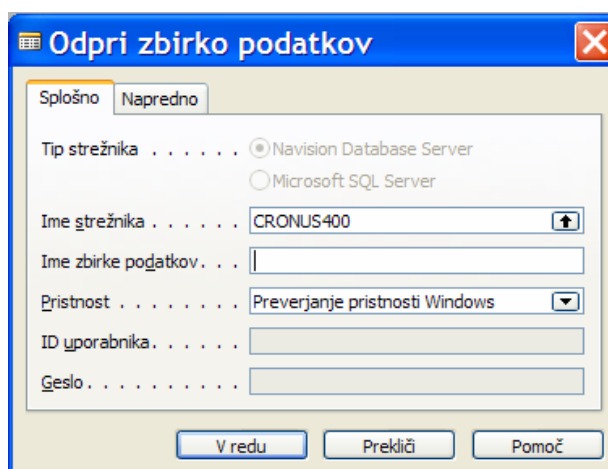 Odpri zbirko podatkov
Splošno Napredno
Tip strežnika . . . . . . Navision Database Server
Microsoft SQL Server
Ime strežnika . . . . . . CRONUS400
Ime zbirke podatkov. . .
Pristnost . . . . . . . . Preverjanje pristnosti Windows
ID uporabnika. . . . . .
Geslo. . . . . . . . . .
V redu Prekliči Pomoč